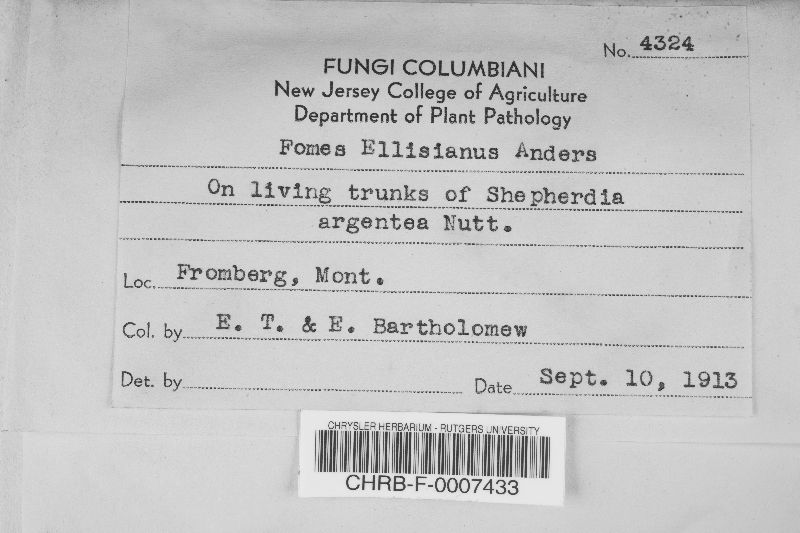 No. 4324
FUNGI COLUMBIANI
New Jersey College of Agriculture
Department of Plant Pathology
Fomes Ellisianus Anders
On living trunks of Shepherdia
argentea Nutt.
Loc. Fromberg, Mont.
Col. by E. T. & E. Bartholomew
Det. by Date Sept. 10, 1913
CHRYSLER HERBARIUM - RUTGERS UNIVERSITY
CHRB-F-0007433